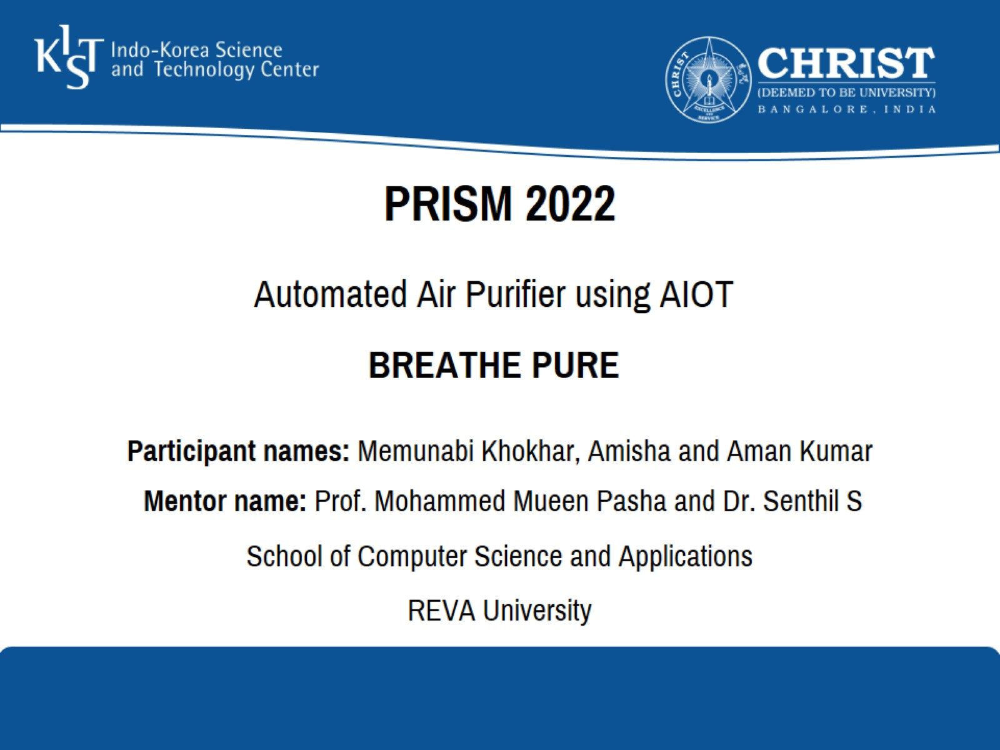 KIST Indo-Korea Science
and Technology Center
CHRIST
EXCELLENCE
AND
SERVICE
CHRIST
(DEEMED TO BE UNIVERSITY)
BANGALORE, INDIA
PRISM 2022
Automated Air Purifier using AIOT
BREATHE PURE
Participant names: Memunabi Khokhar, Amisha and Aman Kumar
Mentor name: Prof. Mohammed Mueen Pasha and Dr. Senthil S
School of Computer Science and Applications
REVA University